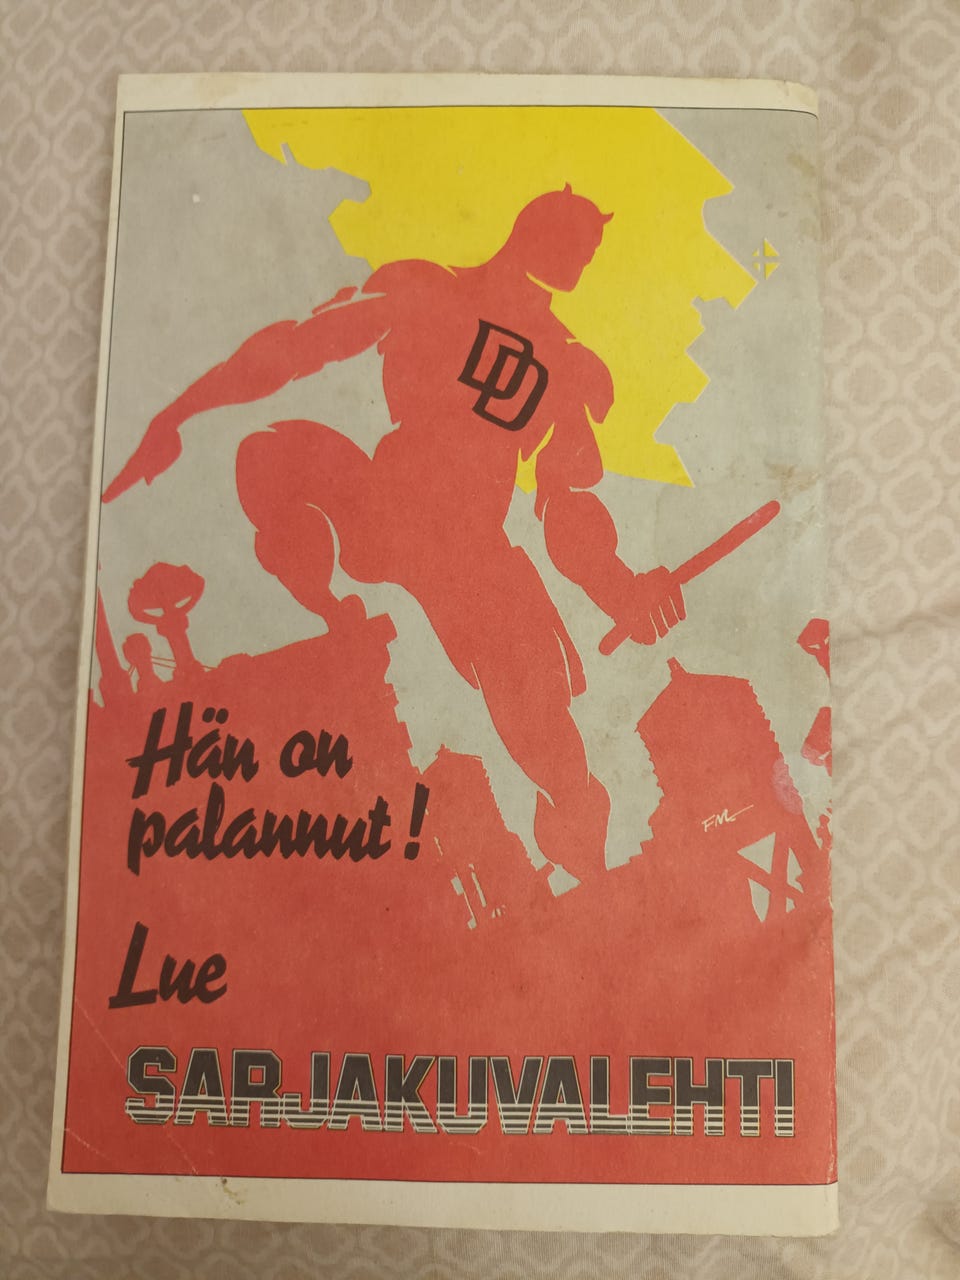 DD
Hän on
palannut!
FM
Lue
SARJAKUVALEHTI